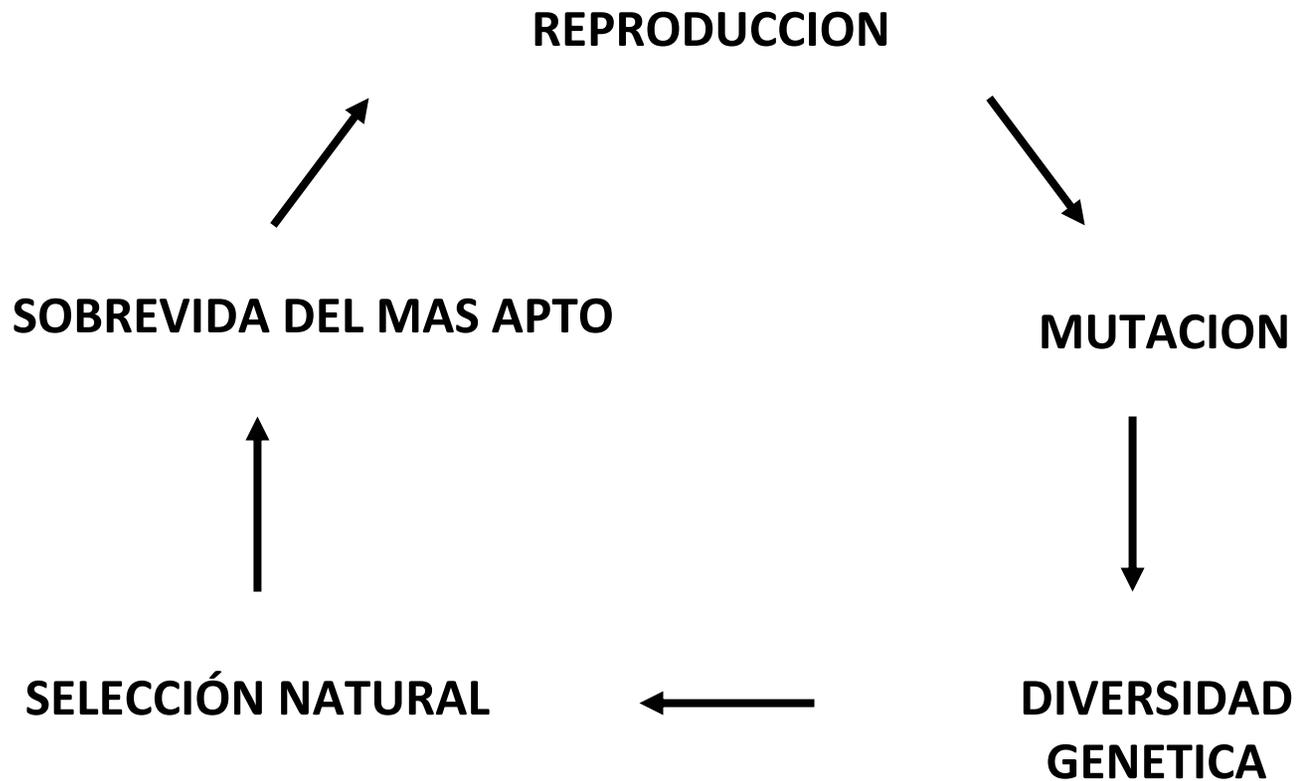 REPRODUCCION
SOBREVIDA DEL MAS APTO
MUTACION
SELECCIÓN NATURAL
DIVERSIDAD
GENETICA